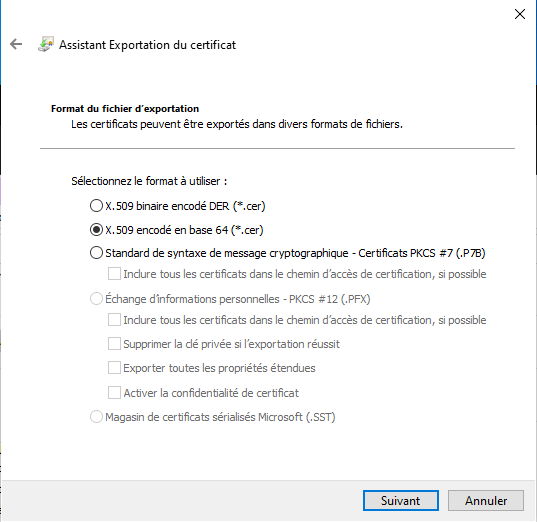 Assistant Exportation du certificat
Format du fichier d'exportation
Les certificats peuvent être exportés dans divers formats de fichiers.
Sélectionnez le format à utiliser :
X.509 binaire encodé DER (*.cer)
X.509 encodé en base 64 (*.cer)
Standard de syntaxe de message cryptographique - Certificats PKCS #7 (.P7B)
Inclure tous les certificats dans le chemin d'accès de certification, si possible
Échange d'informations personnelles - PKCS #12 (.PFX)
Inclure tous les certificats dans le chemin d'accès de certification, si possible
Supprimer la clé privée si l'exportation réussit
Exporter toutes les propriétés étendues
Activer la confidentialité de certificat
Magasin de certificats sérialisés Microsoft (.SST)
Suivant Annuler